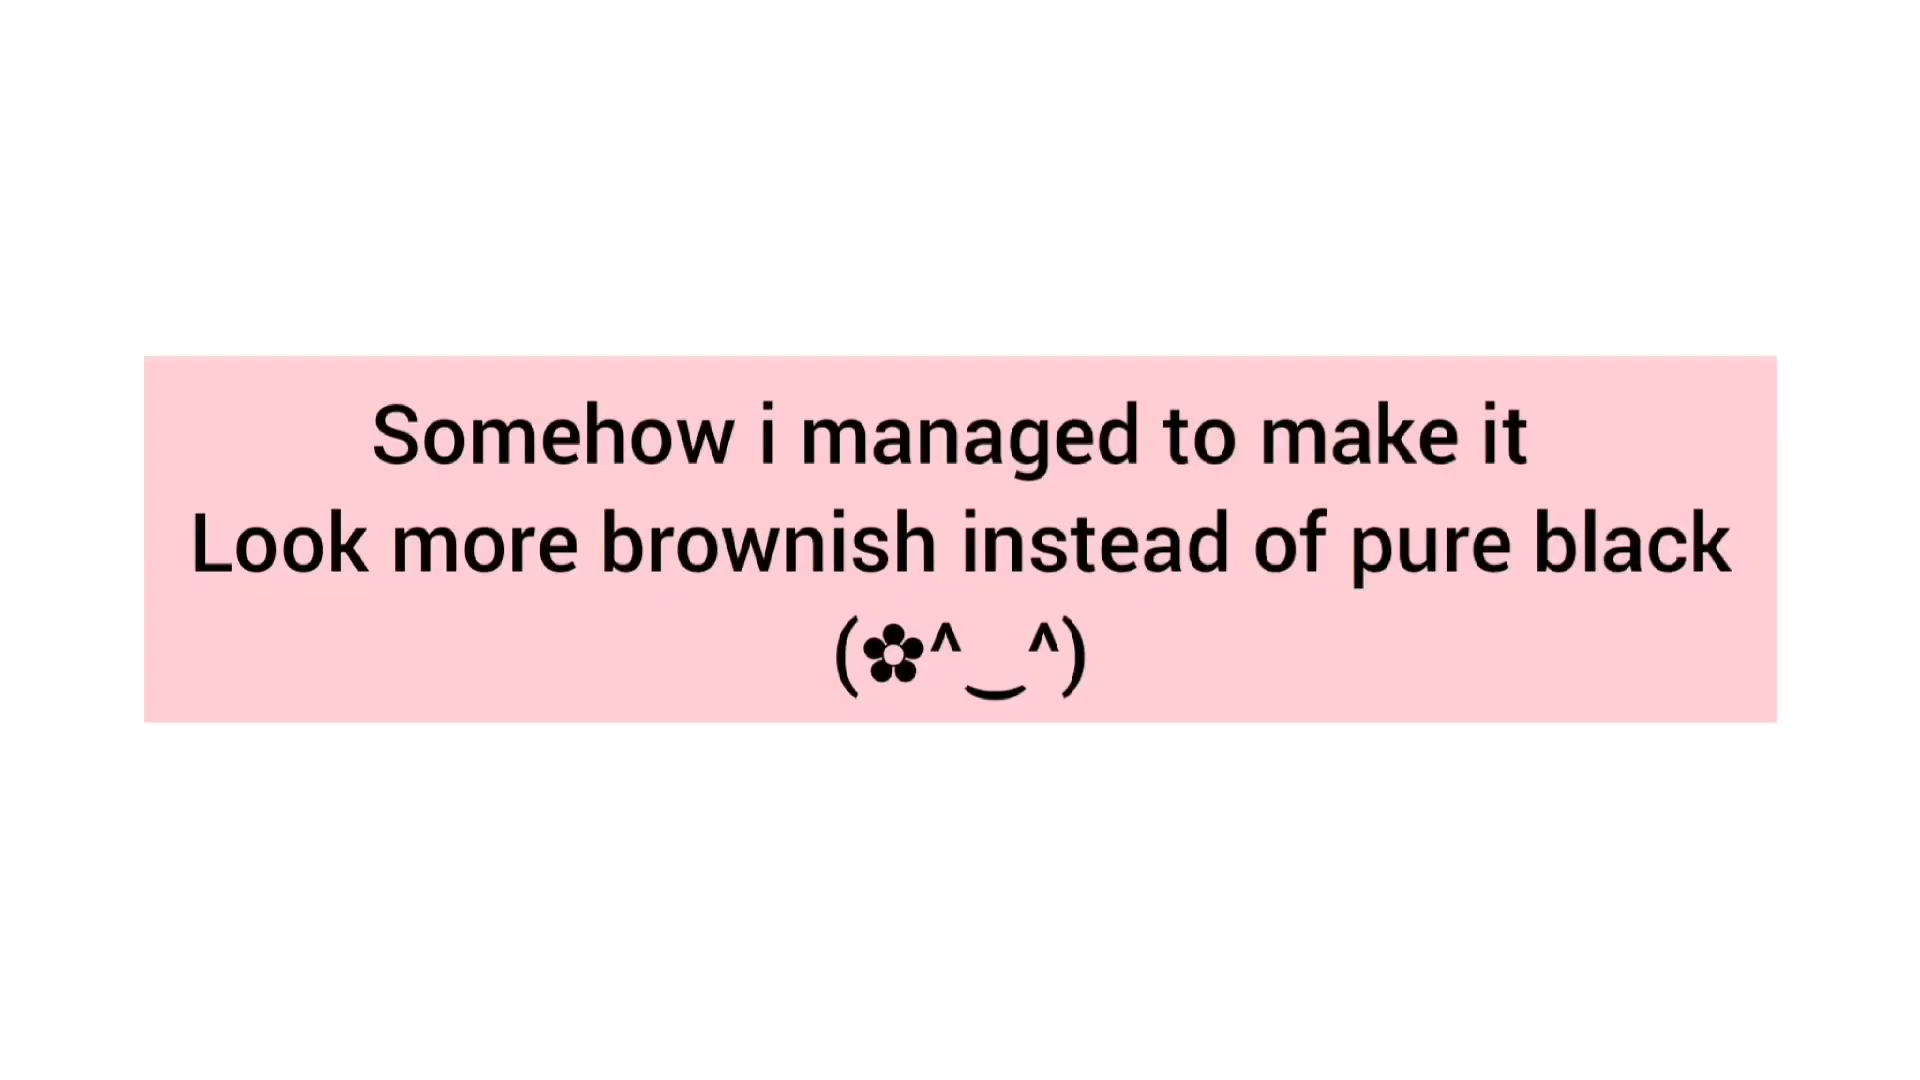 Somehow i managed to make it
Look more brownish instead of pure black
(✿^‿^)